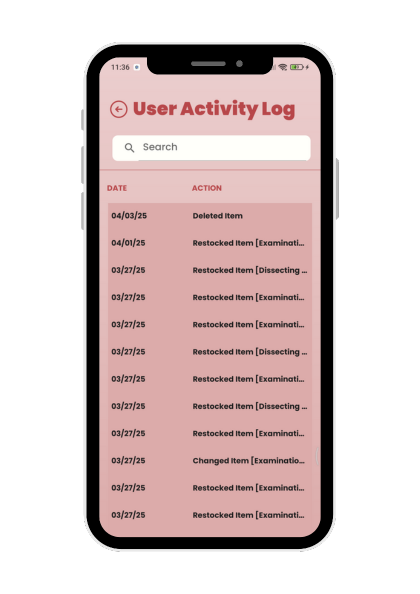 11:36
User Activity Log
Search
DATE ACTION
04/03/25 Deleted Item
04/01/25 Restocked Item [Examinati...
03/27/25 Restocked Item [Dissecting ...
03/27/25 Restocked Item [Examinati...
03/27/25 Restocked Item [Examinati...
03/27/25 Restocked Item [Dissecting ...
03/27/25 Restocked Item [Examinati...
03/27/25 Restocked Item [Dissecting ...
03/27/25 Restocked Item [Examinati...
03/27/25 Changed Item [Examinatio...
03/27/25 Restocked Item [Examinati...
03/27/25 Restocked Item [Examinati...